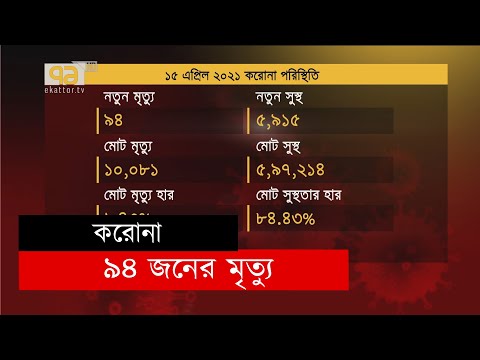 ৭১
ekattor.tv
১৫ এপ্রিল ২০২১ করোনা পরিস্থিতি
নতুন মৃত্যু
নতুন সুস্থ
৯৪
৫,৯১৫
মোট মৃত্যু
মোট সুস্থ
১০,০৮১
৫,৯৭,২১৪
মোট মৃত্যু হার
মোট সুস্থতার হার
৮৪.৪৩%
করোনা
৯৪ জনের মৃত্যু